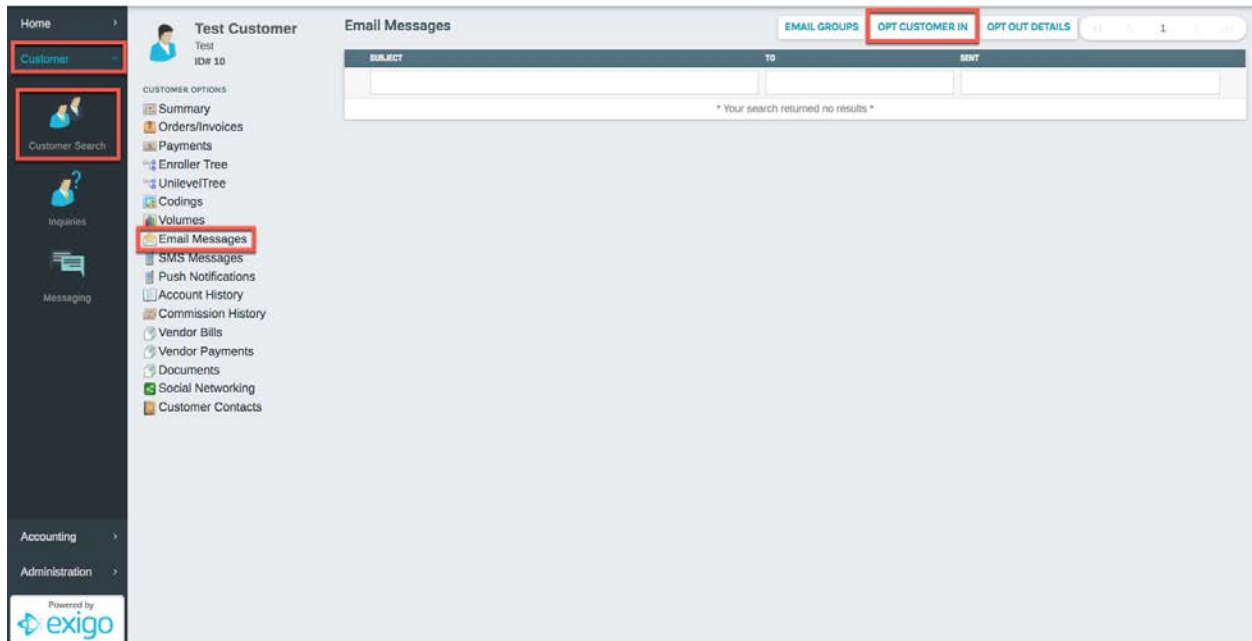 Home
Customer
Customer Search
Inquiries
Messaging
Accounting
Administration
Powered by
exigo
Test Customer
Test
ID# 10
CUSTOMER OPTIONS
Summary
Orders/Invoices
Payments
Enroller Tree
UnilevelTree
Codings
Volumes
Email Messages
SMS Messages
Push Notifications
Account History
Commission History
Vendor Bills
Vendor Payments
Documents
Social Networking
Customer Contacts
Email Messages
EMAIL GROUPS OPT CUSTOMER IN OPT OUT DETAILS 1
SUBJECT TO SENT
* Your search returned no results *